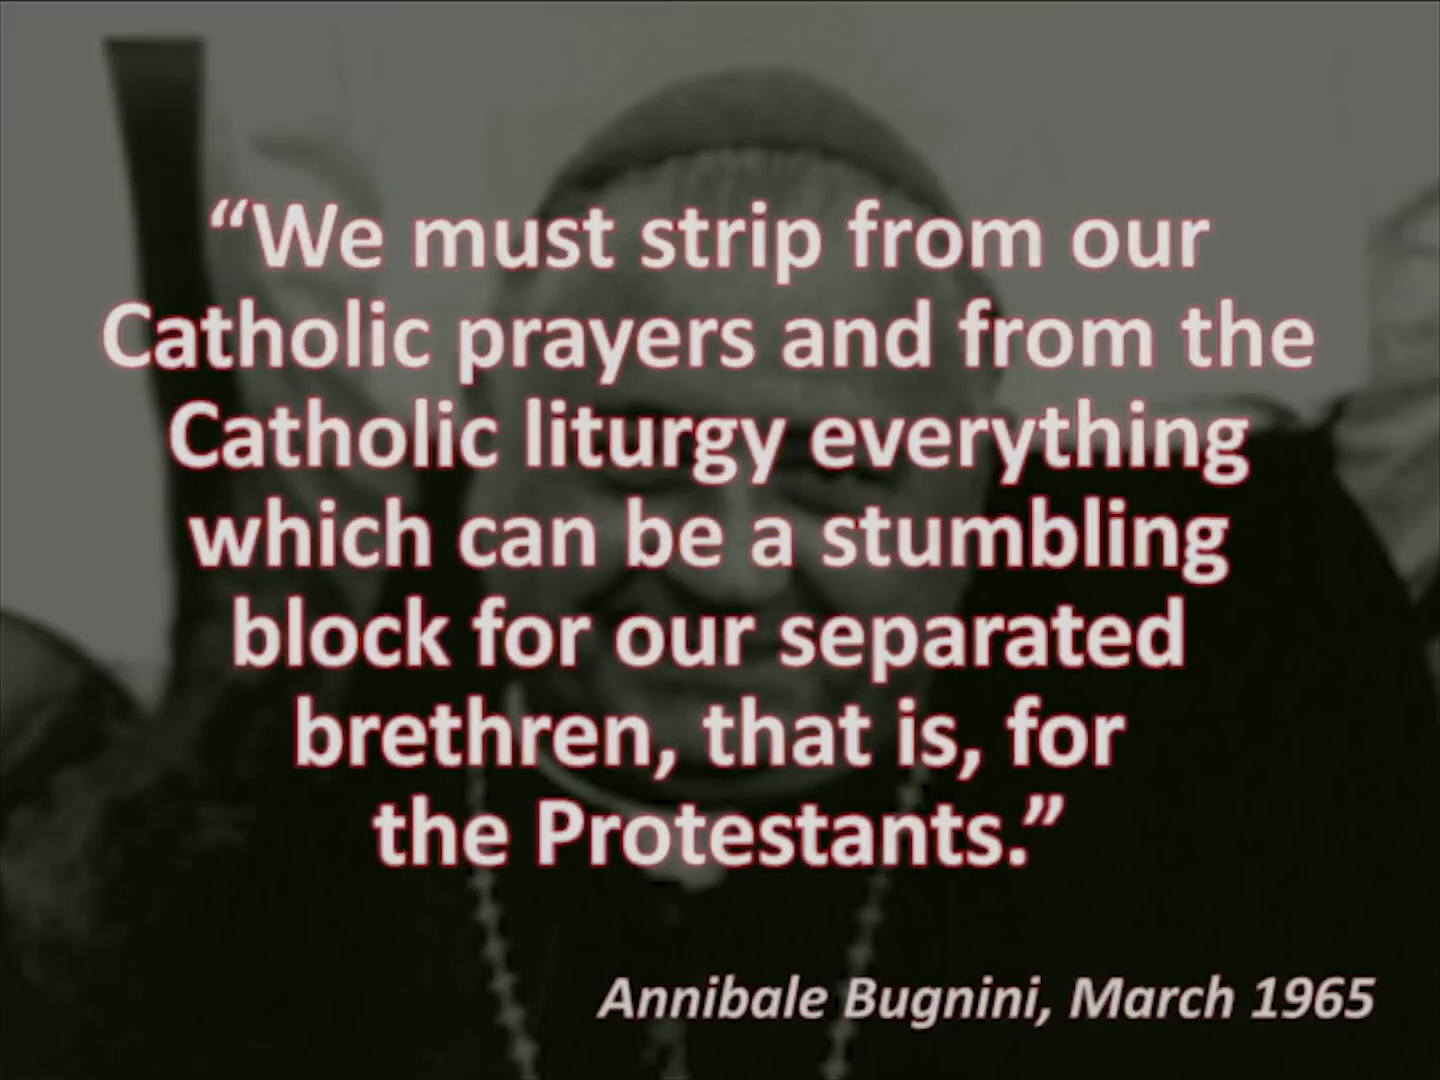 “We must strip from our
Catholic prayers and from the
Catholic liturgy everything
which can be a stumbling
block for our separated
brethren, that is, for
the Protestants.”
Annibale Bugnini, March 1965